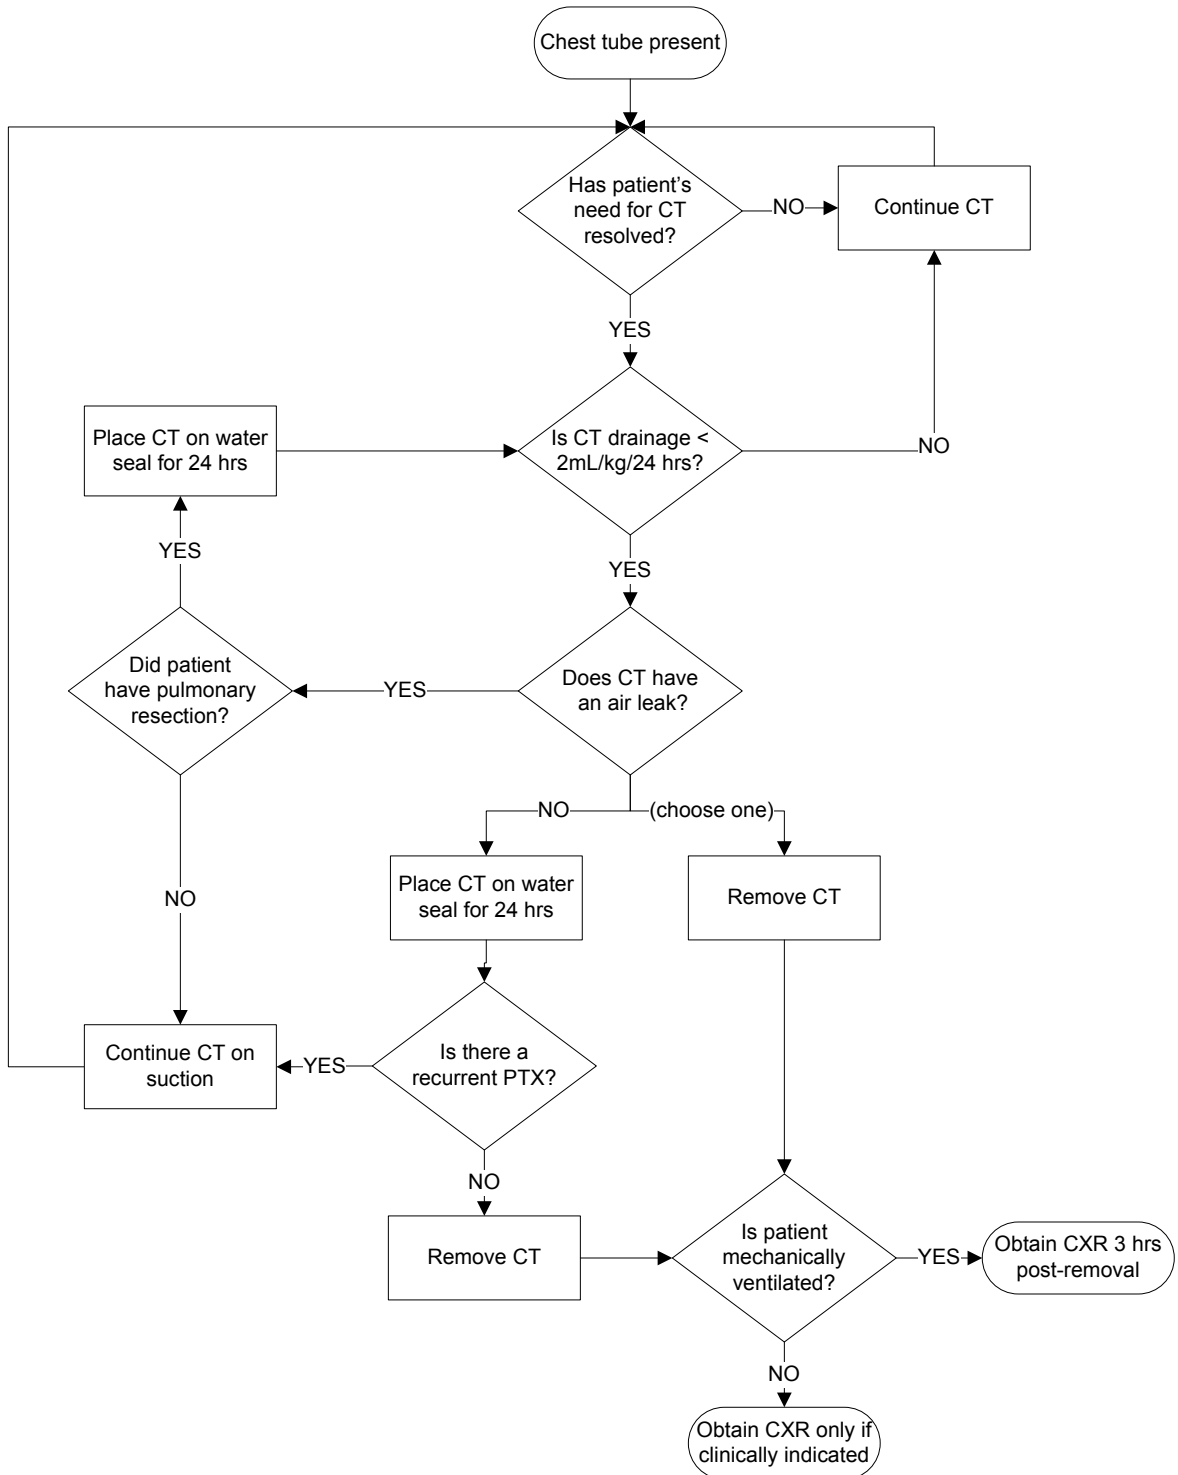 Chest tube present
Has patient's
need for CT
resolved?
NO
Continue CT
YES
Place CT on water
seal for 24 hrs
Is CT drainage <
2mL/kg/24 hrs?
NO
YES
YES
Did patient
have pulmonary
resection?
YES
Does CT have
an air leak?
NO
(choose one)
NO
Place CT on water
seal for 24 hrs
Remove CT
Continue CT on
suction
YES
Is there a
recurrent PTX?
NO
Remove CT
Is patient
mechanically
ventilated?
YES
Obtain CXR 3 hrs
post-removal
NO
Obtain CXR only if
clinically indicated